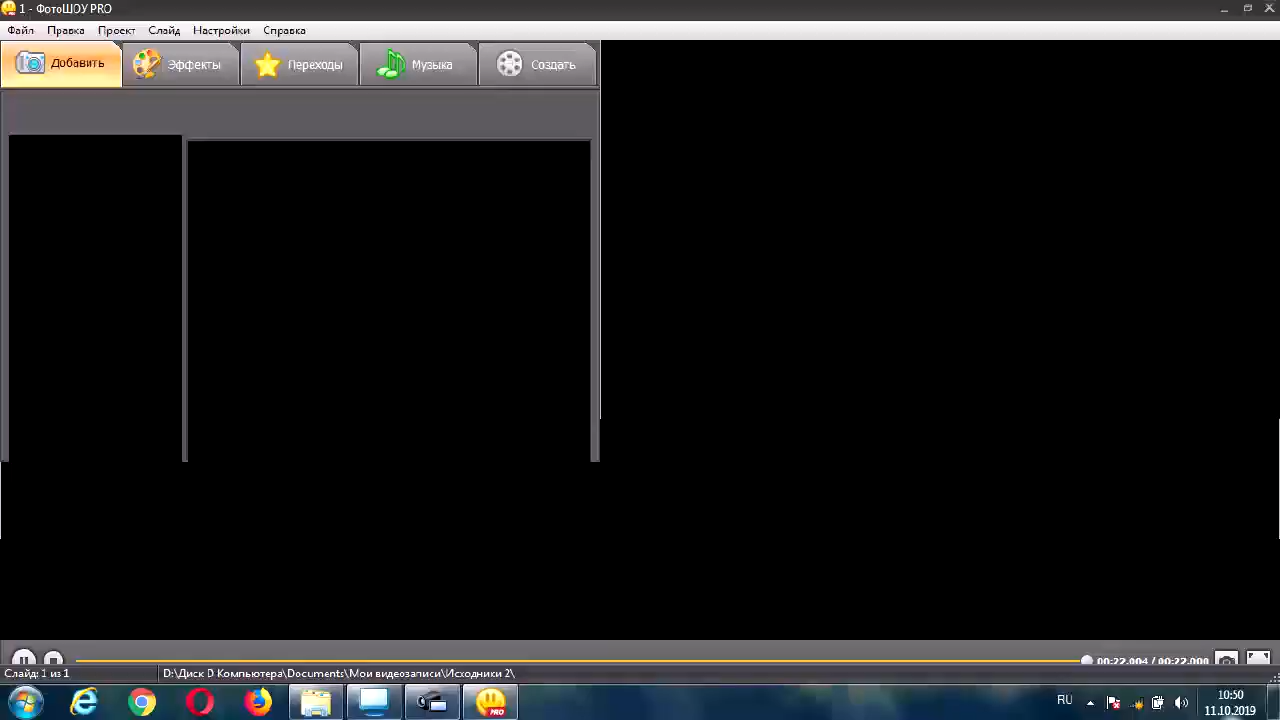 1 - ФотоШОУ PRO
Файл Правка Проект Слайд Настройки Справка
Добавить Эффекты Переходы Музыка Создать
00:22.004 / 00:22.000
Слайд: 1 из 1 D:\Диск D Компьютера\Documents\Мои видеозаписи\Исходники 2\
PRO RU 10:50
11.10.2019